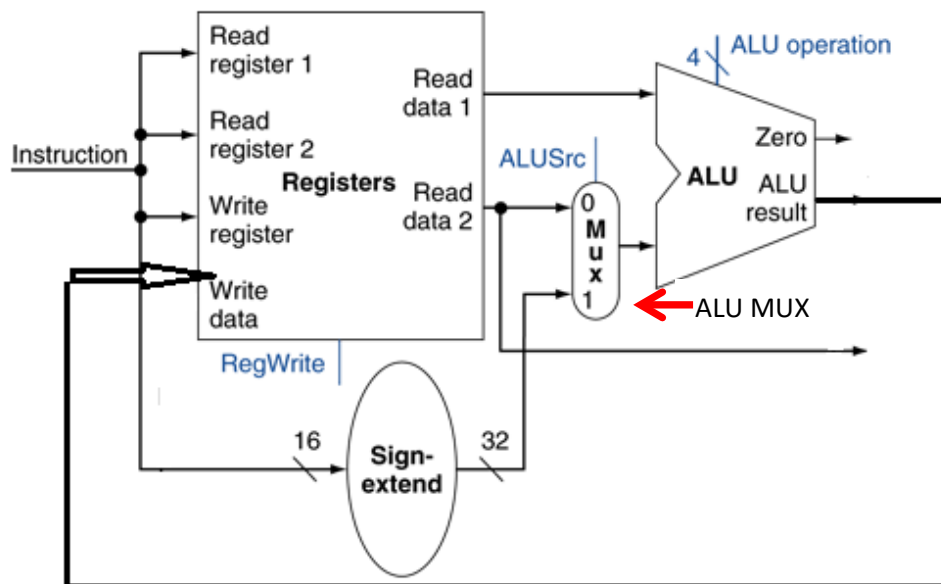 Instruction
Read
register 1
Read
register 2
Write
register
Write
data
Registers
Read
data 1
Read
data 2
RegWrite
16
Sign-
extend
32
ALUSrc
0
M
u
x
1
ALU MUX
4
ALU operation
Zero
ALU
ALU
result